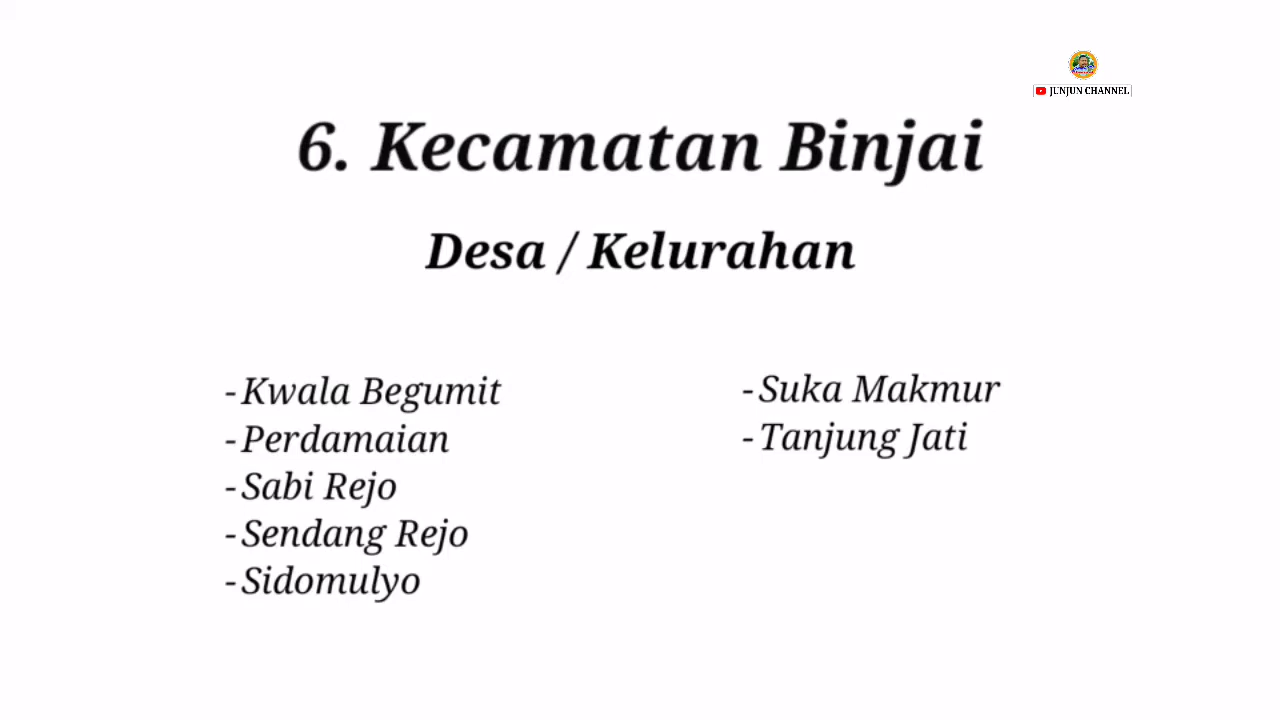 JUNJUN CHANNEL
6. Kecamatan Binjai
Desa / Kelurahan
-Kwala Begumit
-Perdamaian
-Sabi Rejo
-Sendang Rejo
-Sidomulyo
-Suka Makmur
-Tanjung Jati